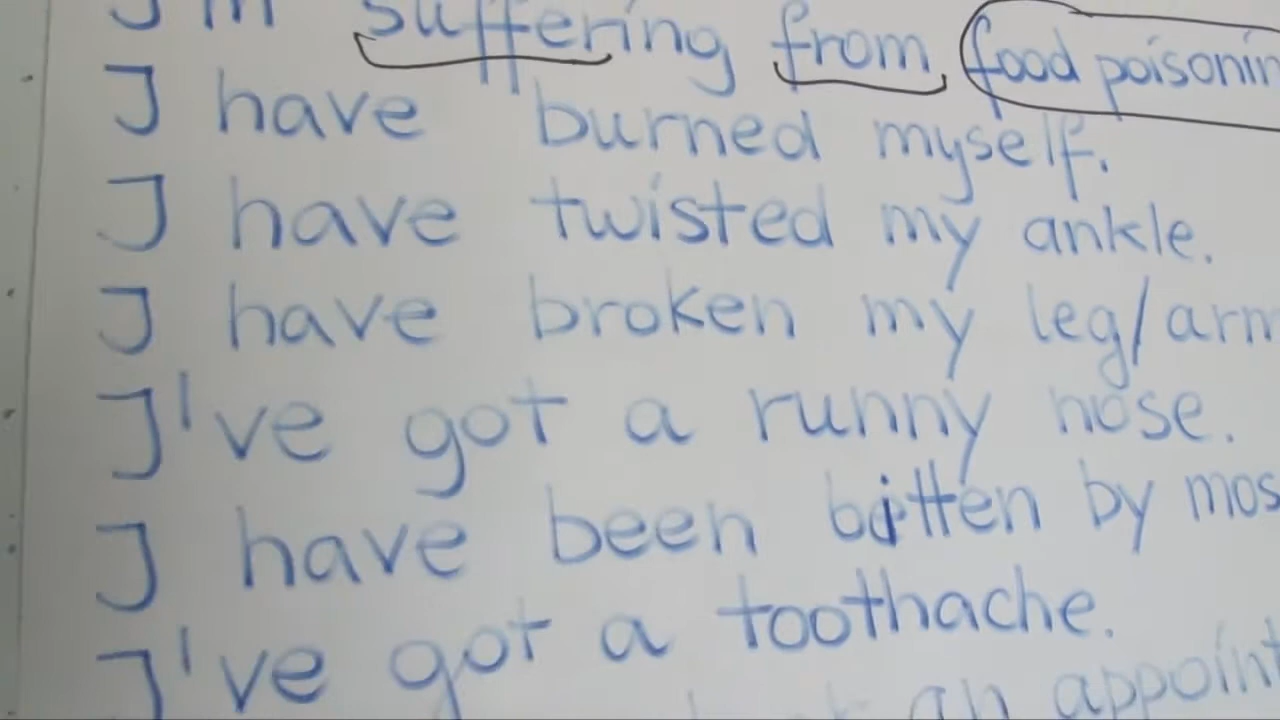 I'm suffering from food poisonin
I have burned myself.
I have twisted my ankle.
I have broken my leg/arm
I've got a runny nose.
I have been bitten by mos
I've got a toothache.
an appoint